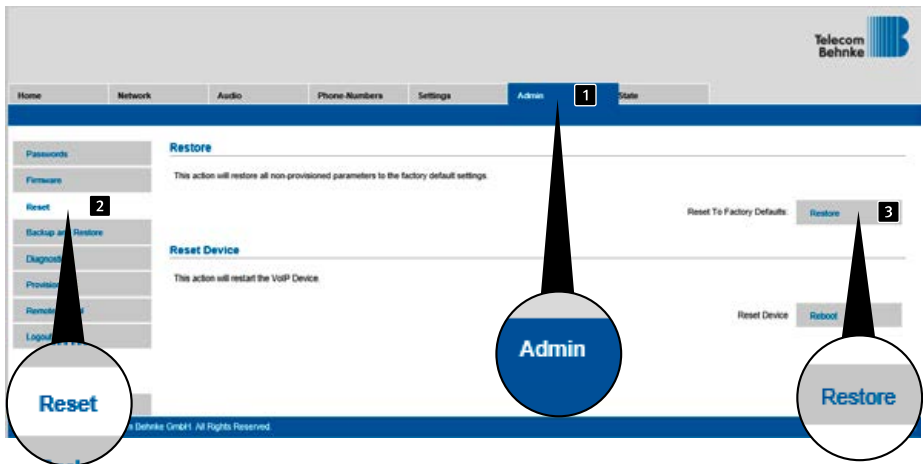 Telecom
Behnke
Home Network Audio Phone-Numbers Settings Admin 1 State
Passwords
Firmware
Reset 2
Backup and Restore
Logout
Restore
This action will restore all non-provisioned parameters to the factory default settings.
Reset To Factory Defaults: Restore 3
Reset Device
This action will restart the VoIP Device.
Reset Device Reboot
Admin
Reset
Restore
Behnke GmbH. All Rights Reserved.